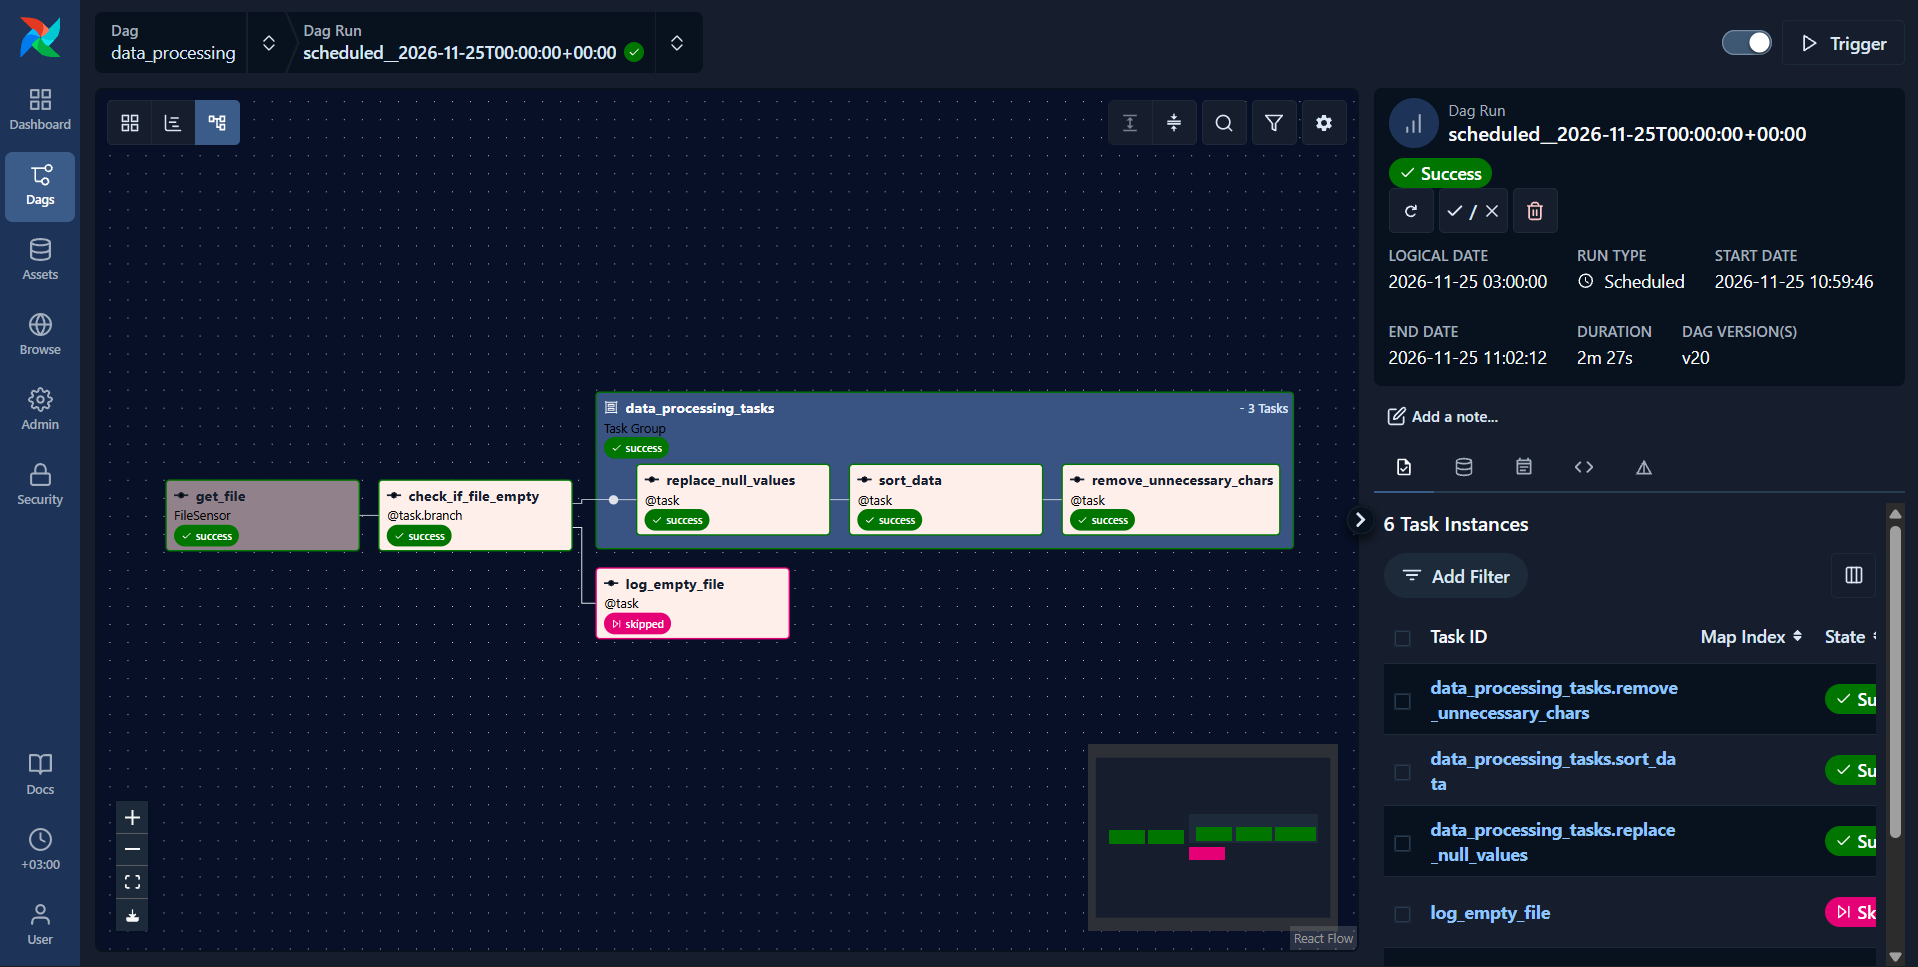 Dag
data_processing
Dag Run
scheduled__2026-11-25T00:00:00+00:00
Trigger
Dashboard
Dags
Assets
Browse
Admin
Security
Docs
+03:00
User
get_file
FileSensor
success
check_if_file_empty
@task.branch
success
data_processing_tasks
- 3 Tasks
Task Group
success
replace_null_values
@task
success
sort_data
@task
success
remove_unnecessary_chars
@task
success
log_empty_file
@task
skipped
React Flow
Dag Run
scheduled__2026-11-25T00:00:00+00:00
Success
/
LOGICAL DATE
2026-11-25 03:00:00
RUN TYPE
Scheduled
START DATE
2026-11-25 10:59:46
END DATE
2026-11-25 11:02:12
DURATION
2m 27s
DAG VERSION(S)
v20
Add a note...
6 Task Instances
Add Filter
Task ID
Map Index
State
data_processing_tasks.remove
_unnecessary_chars
Su
data_processing_tasks.sort_da
ta
Su
data_processing_tasks.replace
_null_values
Su
log_empty_file
Sk